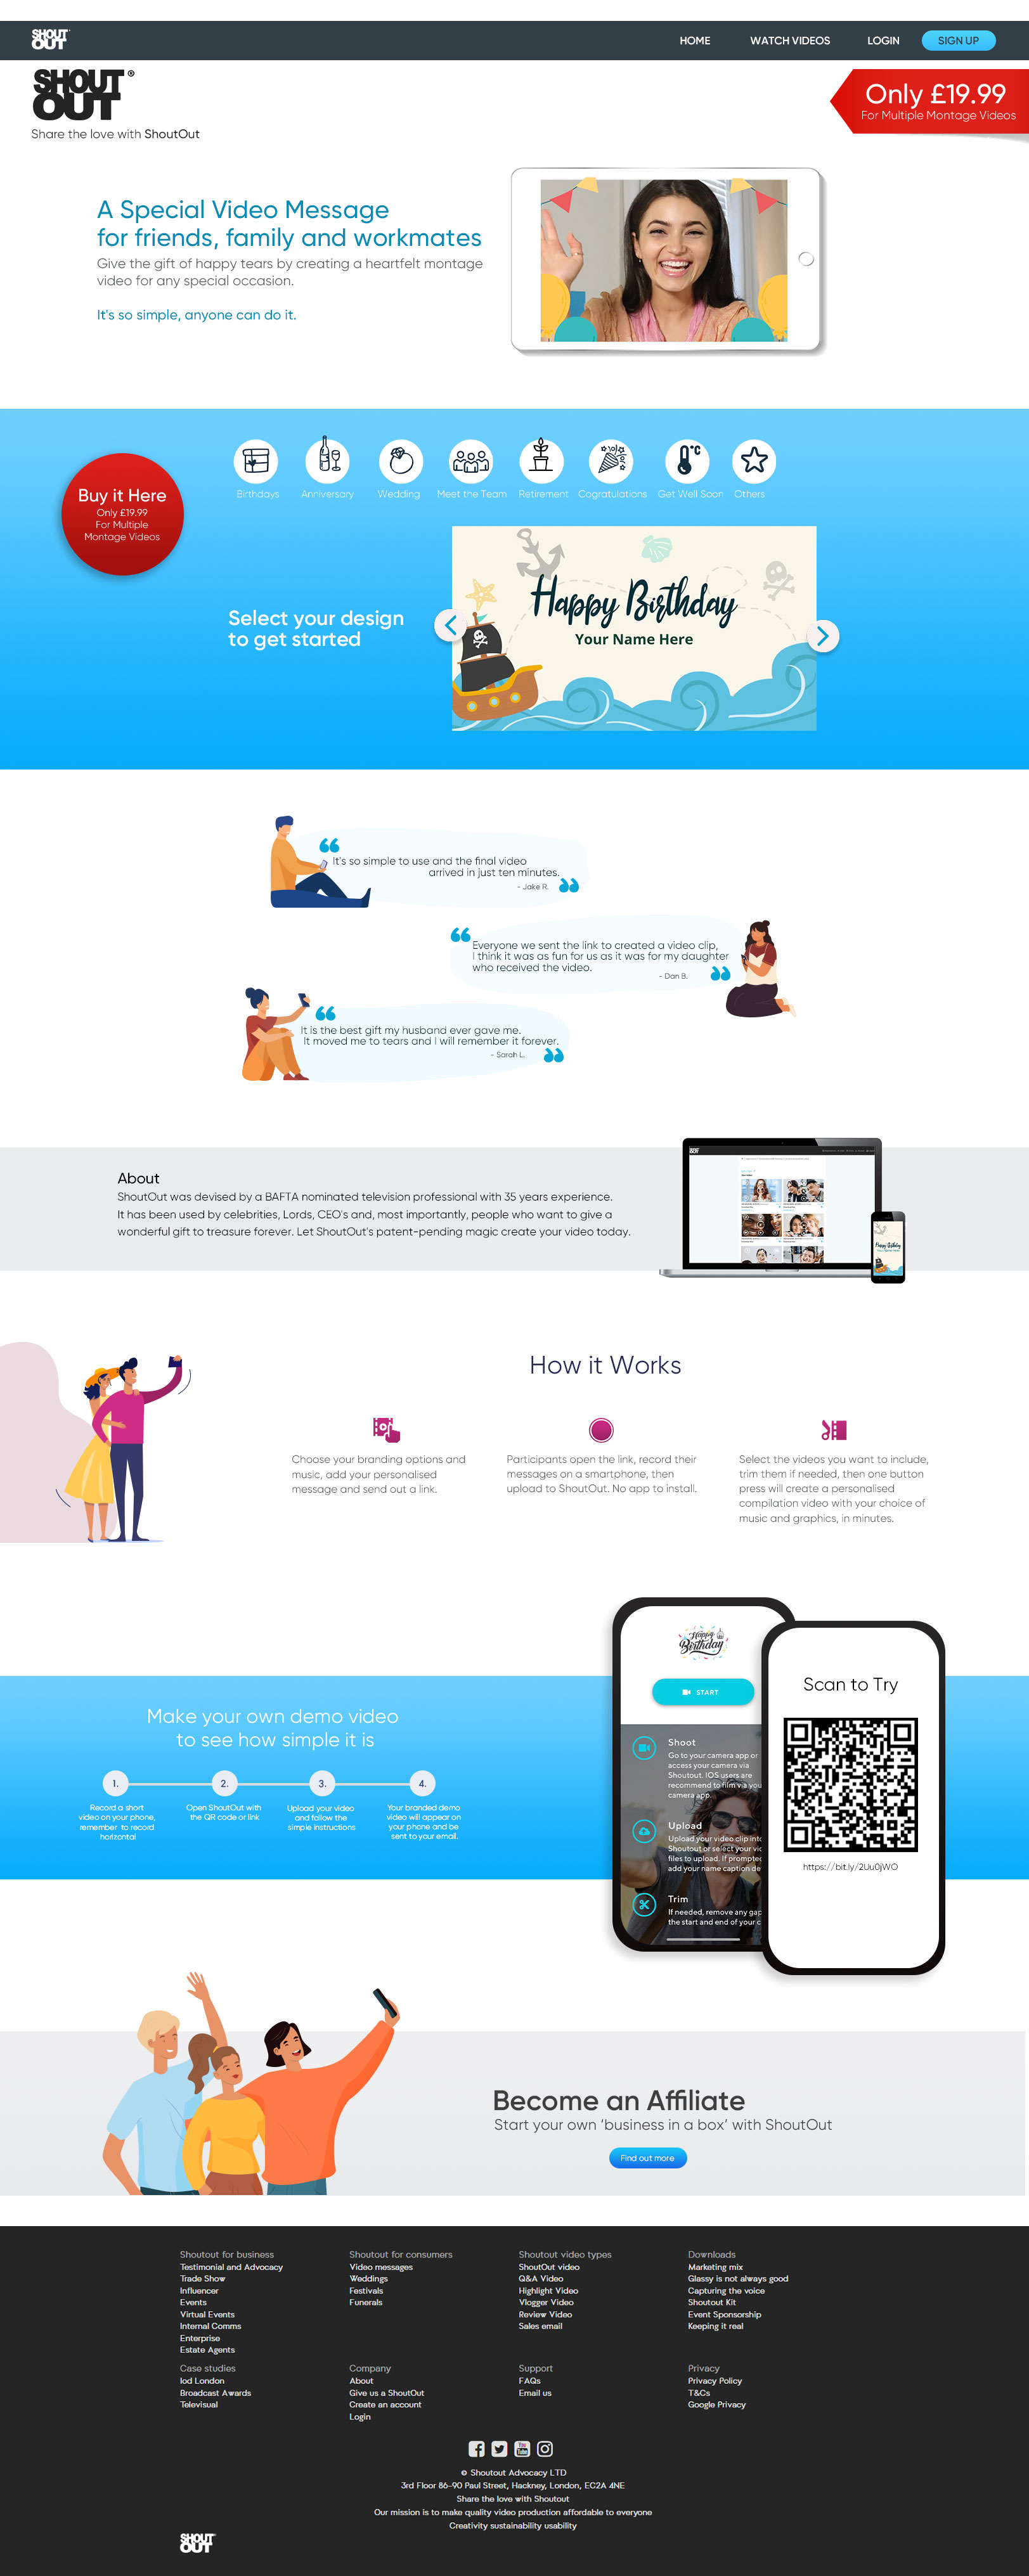 SHOUT OUT
HOME WATCH VIDEOS LOGIN SIGN UP
SHOUT OUT ®
Share the love with ShoutOut
Only £19.99
For Multiple Montage Videos
A Special Video Message
for friends, family and workmates
Give the gift of happy tears by creating a heartfelt montage
video for any special occasion.
It's so simple, anyone can do it.
Buy it Here
Only £19.99
For Multiple
Montage Videos
°C
Birthdays Anniversary Wedding Meet the Team Retirement Cogratulations Get Well Soon Others
Happy Birthday
Your Name Here
Select your design
to get started
It's so simple to use and the final video
arrived in just ten minutes.
- Jake R.
Everyone we sent the link to created a video clip,
I think it was as fun for us as it was for my daughter
who received the video.
- Dan B.
It is the best gift my husband ever gave me.
It moved me to tears and I will remember it forever.
- Sarah L.
About
ShoutOut was devised by a BAFTA nominated television professional with 35 years experience.
It has been used by celebrities, Lords, CEO's and, most importantly, people who want to give a
wonderful gift to treasure forever. Let ShoutOut's patent-pending magic create your video today.
Happy Birthday
How it Works
Choose your branding options and
music, add your personalised
message and send out a link.
Participants open the link, record their
messages on a smartphone, then
upload to ShoutOut. No app to install.
Select the videos you want to include,
trim them if needed, then one button
press will create a personalised
compilation video with your choice of
music and graphics, in minutes.
Make your own demo video
to see how simple it is
1. 2. 3. 4.
Record a short
video on your phone,
remember to record
horizontal
Open ShoutOut with
the QR code or link
Upload your video
and follow the
simple instructions
Your branded demo
video will appear on
your phone and be
sent to your email.
Happy
Birthday
START
Shoot
Go to your camera app or
access your camera via
Shoutout. IOS users are
recommend to film via you
camera app.
Upload
Upload your video clip into
Shoutout or select your vid
files to upload. If prompted
add your name caption de
Trim
If needed, remove any gap
the start and end of your c
Scan to Try
https://bit.ly/2Uu0jWO
Become an Affiliate
Start your own 'business in a box' with ShoutOut
Find out more
Shoutout for business
Testimonial and Advocacy
Trade Show
Influencer
Events
Virtual Events
Internal Comms
Enterprise
Estate Agents
Shoutout for consumers
Video messages
Weddings
Festivals
Funerals
Shoutout video types
ShoutOut video
Q&A Video
Highlight Video
Vlogger Video
Review Video
Sales email
Downloads
Marketing mix
Glassy is not always good
Capturing the voice
Shoutout Kit
Event Sponsorship
Keeping it real
Case studies
Iod London
Broadcast Awards
Televisual
Company
About
Give us a ShoutOut
Create an account
Login
Support
FAQs
Email us
Privacy
Privacy Policy
T&Cs
Google Privacy
You Tube
© Shoutout Advocacy LTD
3rd Floor 86-90 Paul Street, Hackney, London, EC2A 4NE
Share the love with Shoutout
Our mission is to make quality video production affordable to everyone
Creativity sustainability usability
SHOUT OUT